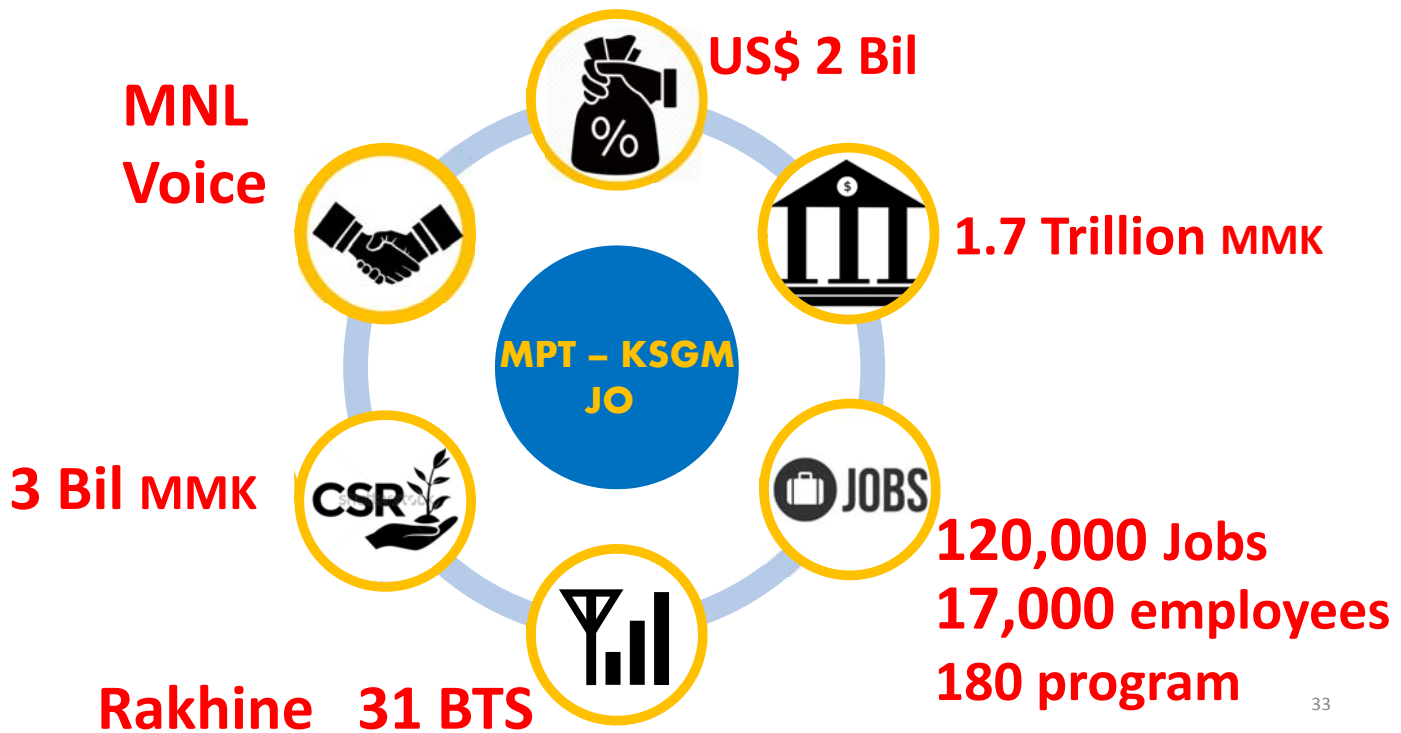 US$ 2 Bil
MNL
Voice
%
$
1.7 Trillion MMK
MPT – KSGM
JO
3 Bil MMK
CSR
JOBS
120,000 Jobs
17,000 employees
180 program
Rakhine 31 BTS
33